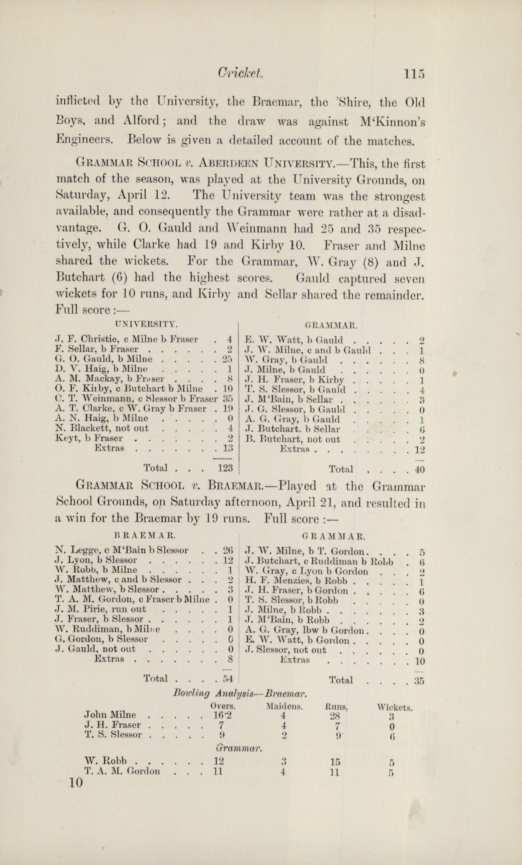 Cricket. 115
inflicted by the University, the Braemar, the 'Shire, the Old
Boys, and Alford; and the draw was against M'Kinnon's
Engineers. Below is given a detailed account of the matches.
GRAMMAR SCHOOL v. ABERDEEN UNIVERSITY.—This, the first
match of the season, was played at the University Grounds, on
Saturday, April 12. The University team was the strongest
available, and consequently the Grammar were rather at a disad-
vantage. G. O. Gauld and Weinmann had 25 and 35 respec-
tively, while Clarke had 19 and Kirby 10. Fraser and Milne
shared the wickets. For the Grammar, W. Gray (8) and J.
Butchart (6) had the highest scores. Gauld captured seven
wickets for 10 runs, and Kirby and Sellar shared the remainder.
Full score:—
UNIVERSITY.
J. F. Christie, c Milne b Fraser . 4
F. Sellar, b Fraser . . . . . . 2
G. O. Gauld, b Milne . . . . . 25
D. V. Haig, b Milne . . . . . 1
A. M. Mackay, b Fraser . . . . 8
O. F. Kirby, c Butchart b Milne . 10
C. T. Weinmann, c Slessor b Fraser 35
A. T. Clarke, c W. Gray b Fraser . 19
A. N. Haig, b Milne . . . . . 0
N. Blackett, not out . . . . . 4
Keyt, b Fraser . . . . . . . 2
Extras . . . . . . . 13
Total . . . 123
GRAMMAR.
E. W. Watt, b Gauld . . . . . 2
J. W. Milne, c and b Gauld . . . 1
W. Gray, b Gauld . . . . . . 8
J. Milne, b Gauld . . . . . . 0
J. H. Fraser, b Kirby . . . . . 1
T. S. Slessor, b Gauld . . . . . 4
J. M'Bain, b Sellar . . . . . . 3
J. G. Slessor, b Gauld . . . . . 0
A. G. Gray, b Gauld . . . . . 1
J. Butchart. b Sellar . . . . . 6
B. Butchart, not out . . . . . 2
Extras . . . . . . . 12
Total . . . . 40
GRAMMAR SCHOOL v. BRAEMAR.—Played at the Grammar
School Grounds, on Saturday afternoon, April 21, and resulted in
a win for the Braemar by 19 runs. Full score:—
BRAEMAR.
N. Legge, c M'Bain b Slessor . . 26
J. Lyon, b Slessor . . . . . . 12
W. Robb, b Milne . . . . . . 1
J. Matthew, c and b Slessor . . . 2
W. Matthew, b Slessor . . . . . 3
T. A. M. Gordon, c Fraser b Milne . 0
J. M. Pirie, run out . . . . . 1
J. Fraser, b Slessor . . . . . . 1
W. Ruddiman, b Milne . . . . 0
G. Gordon, b Slessor . . . . . 0
J. Gauld, not out . . . . . . 0
Extras . . . . . . . 8
Total . . . . 54
GRAMMAR.
J. W. Milne, b T. Gordon. . . . 5
J. Butchart, c Ruddiman b Robb . 6
W. Gray, c Lyon b Gordon . . . 2
H. F. Menzies, b Robb . . . . . 1
J. H. Fraser, b Gordon . . . . . 6
T. S. Slessor, b Robb . . . . . 0
J. Milne, b Robb . . . . . . . 3
J. M'Bain, b Robb . . . . . . 2
A. G. Gray, lbw b Gordon. . . . 0
E. W. Watt, b Gordon . . . . . 0
J. Slessor, not out . . . . . . 0
Extras . . . . . . . 10
Total . . . . 35
Bowling Analysis—Braemar.
Overs. Maidens. Runs, Wickets.
John Milne . . . . . 16·2 4 28 3
J. H. Fraser . . . . . 7 4 7 0
T. S. Slessor . . . . . 9 2 9 6
Grammar.
W. Robb . . . . . . 12 3 15 5
T. A. M. Gordon . . . 11 4 11 5
10